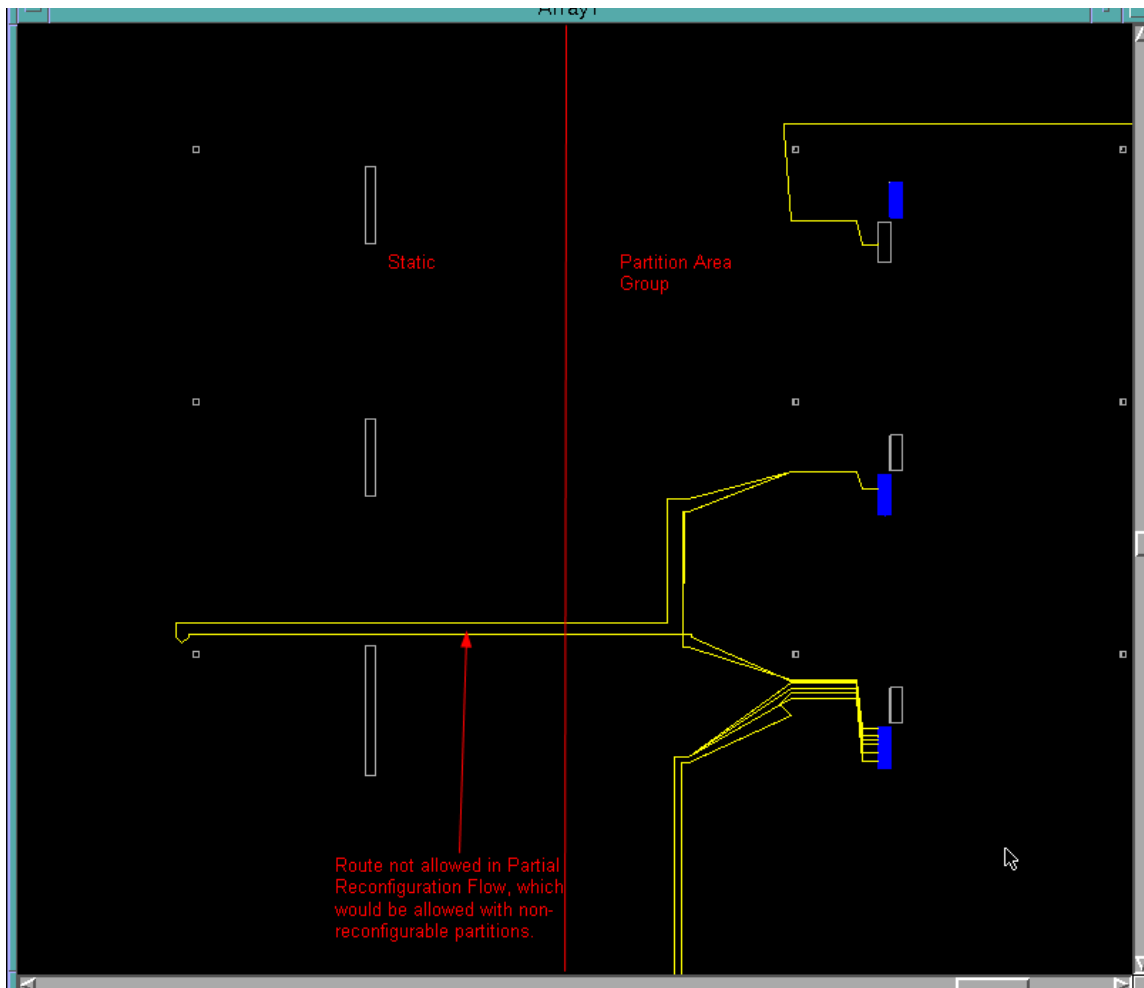 Array1
Static
Partition Area
Group
Route not allowed in Partial
Reconfiguration Flow, which
would be allowed with non-
reconfigurable partitions.